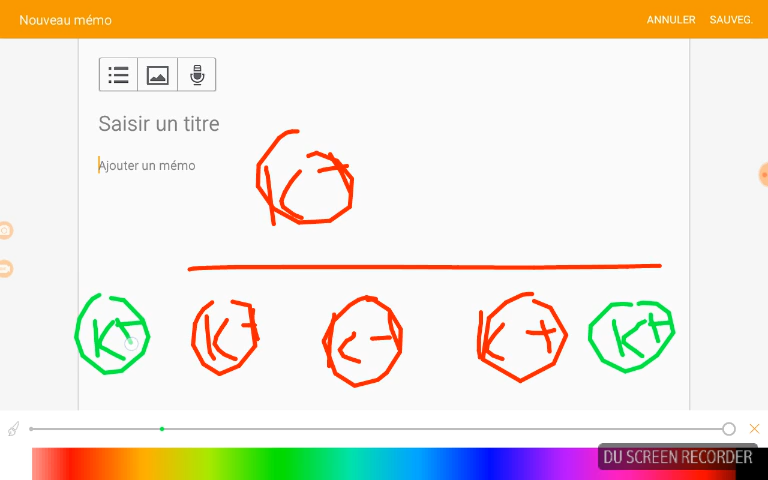 Nouveau mémo
ANNULER SAUVEG.
Saisir un titre
Ajouter un mémo
K+
K+ K+ K- K+ K+
DU SCREEN RECORDER